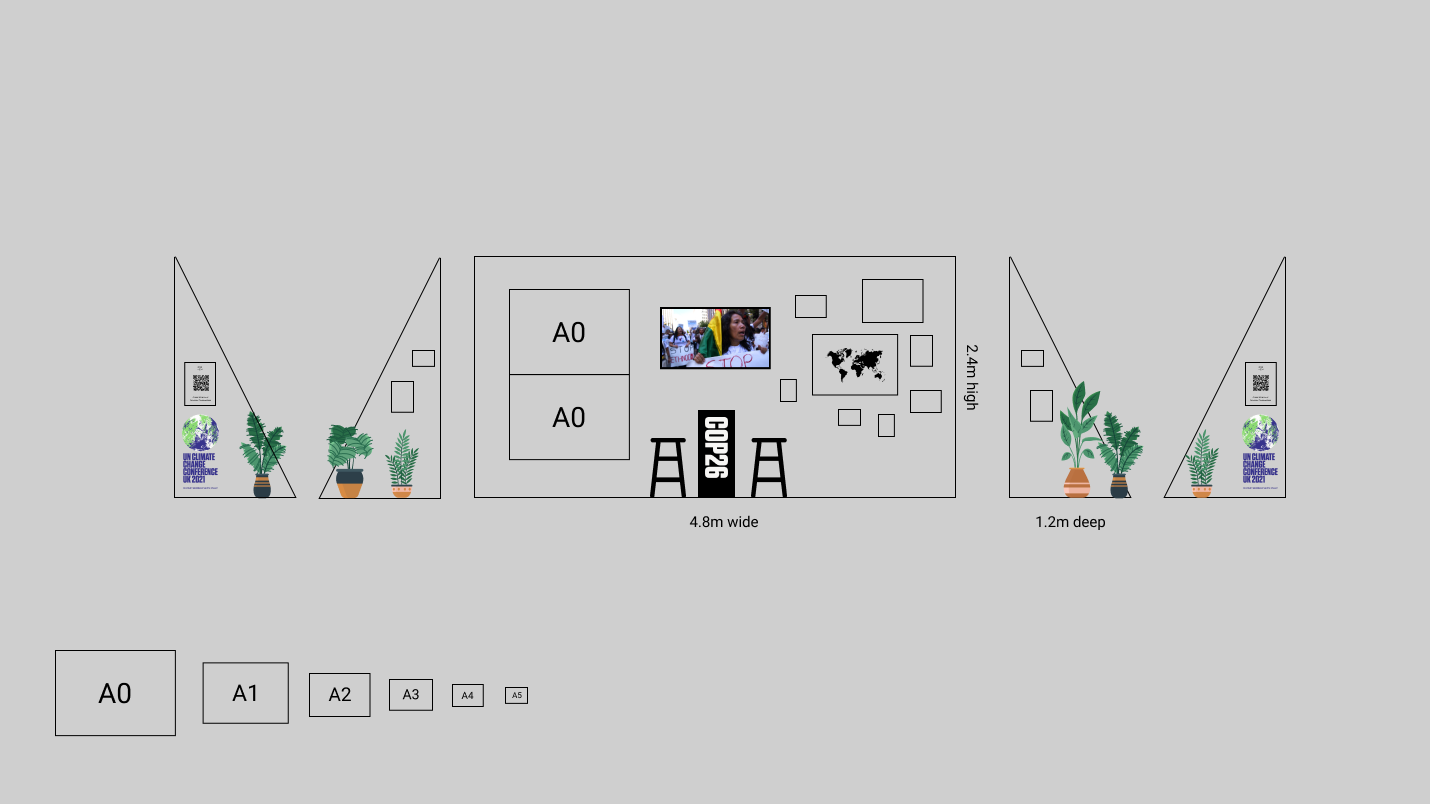 A0
A0
STOP
STOP
COP26
2.4m high
UN CLIMATE
CHANGE
CONFERENCE
UK 2021
UN CLIMATE
CHANGE
CONFERENCE
UK 2021
4.8m wide
1.2m deep
A0
A1
A2
A3
A4
A5